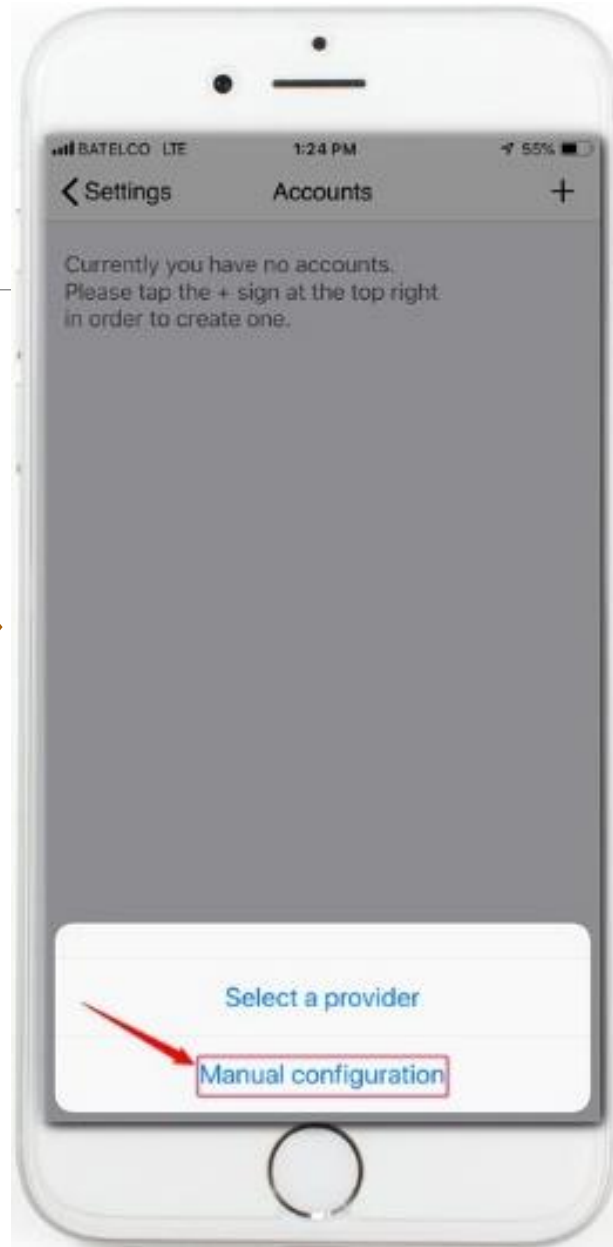 BATELCO LTE 1:24 PM 55%
Settings Accounts +
Currently you have no accounts.
Please tap the + sign at the top right
in order to create one.
Select a provider
Manual configuration